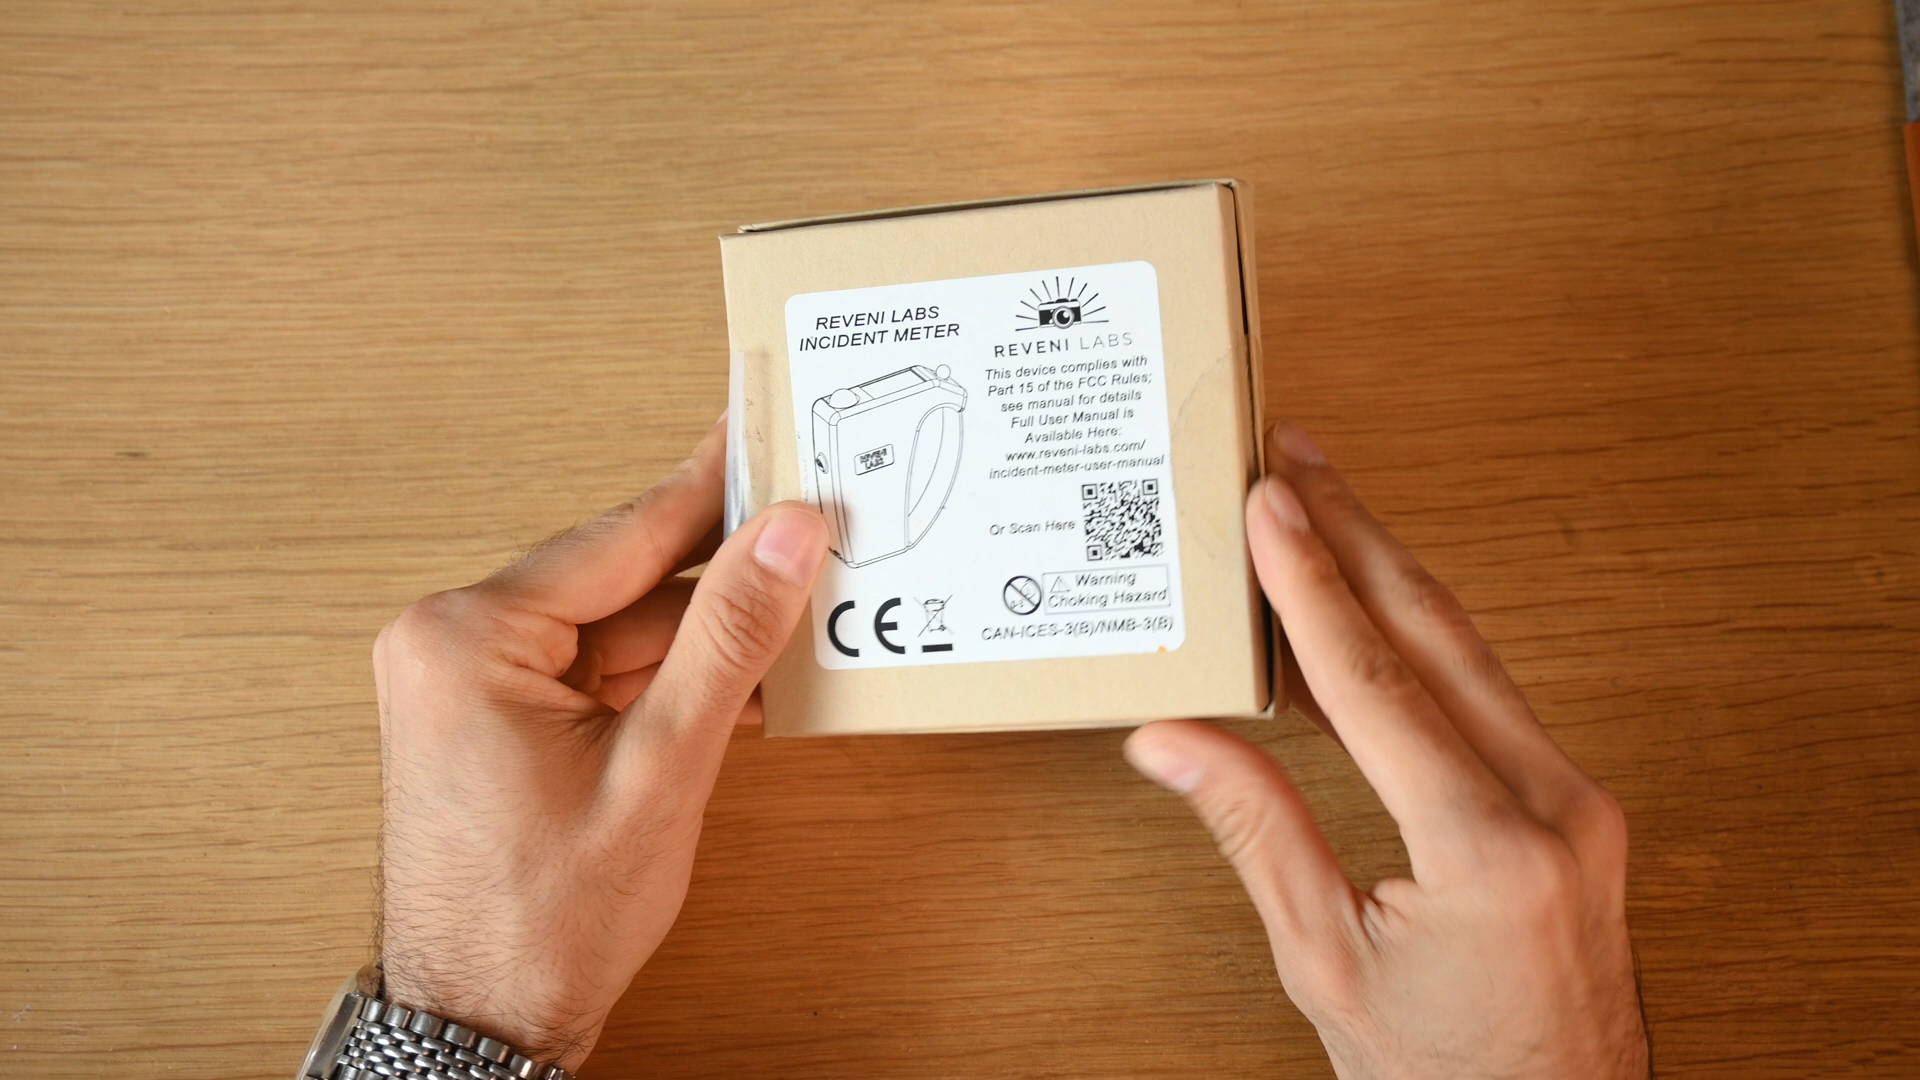 REVENI LABS
INCIDENT METER
REVENI
LABS
REVENI LABS
This device complies with
Part 15 of the FCC Rules;
see manual for details
Full User Manual is
Available Here:
www.reveni-labs.com/
incident-meter-user-manual
Or Scan Here
Warning
Choking Hazard
CE
CAN-ICES-3(B)/NMB-3(B)